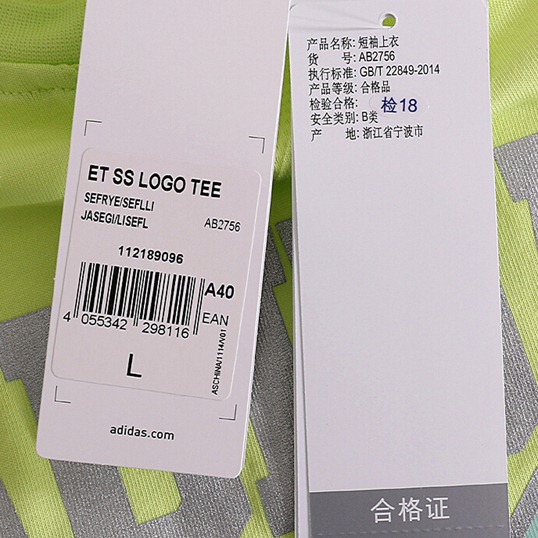 ET SS LOGO TEE
SEFRYE/SEFLLI
JASEGI/LISEFL AB2756
112189096
A40
4 055342 298116 EAN
ASCHINA/1114/V01
L
adidas.com
产品名称: 短袖上衣
货 号: AB2756
执行标准: GB/T 22849-2014
产品等级: 合格品
检验合格: 检18
安全类别: B类
产 地: 浙江省宁波市
合格证